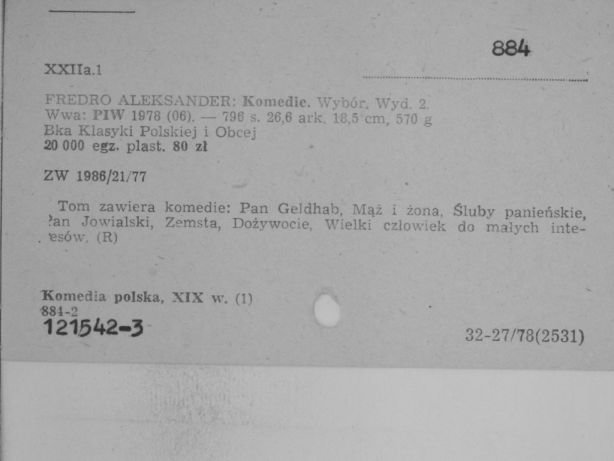 884
XXIIa.1
FREDRO ALEKSANDER: Komedie. Wybór. Wyd. 2.
Wwa: PIW 1978 (06). — 796 s. 26,6 ark. 18,5 cm, 570 g
Bka Klasyki Polskiej i Obcej
20 000 egz. plast. 80 zł
ZW 1986/21/77
Tom zawiera komedie: Pan Geldhab, Mąż i żona, Śluby panieńskie,
Pan Jowialski, Zemsta, Dożywocie, Wielki człowiek do małych inte-
resów. (R)
Komedia polska, XIX w. (1)
884-2
121542-3
32-27/78(2531)